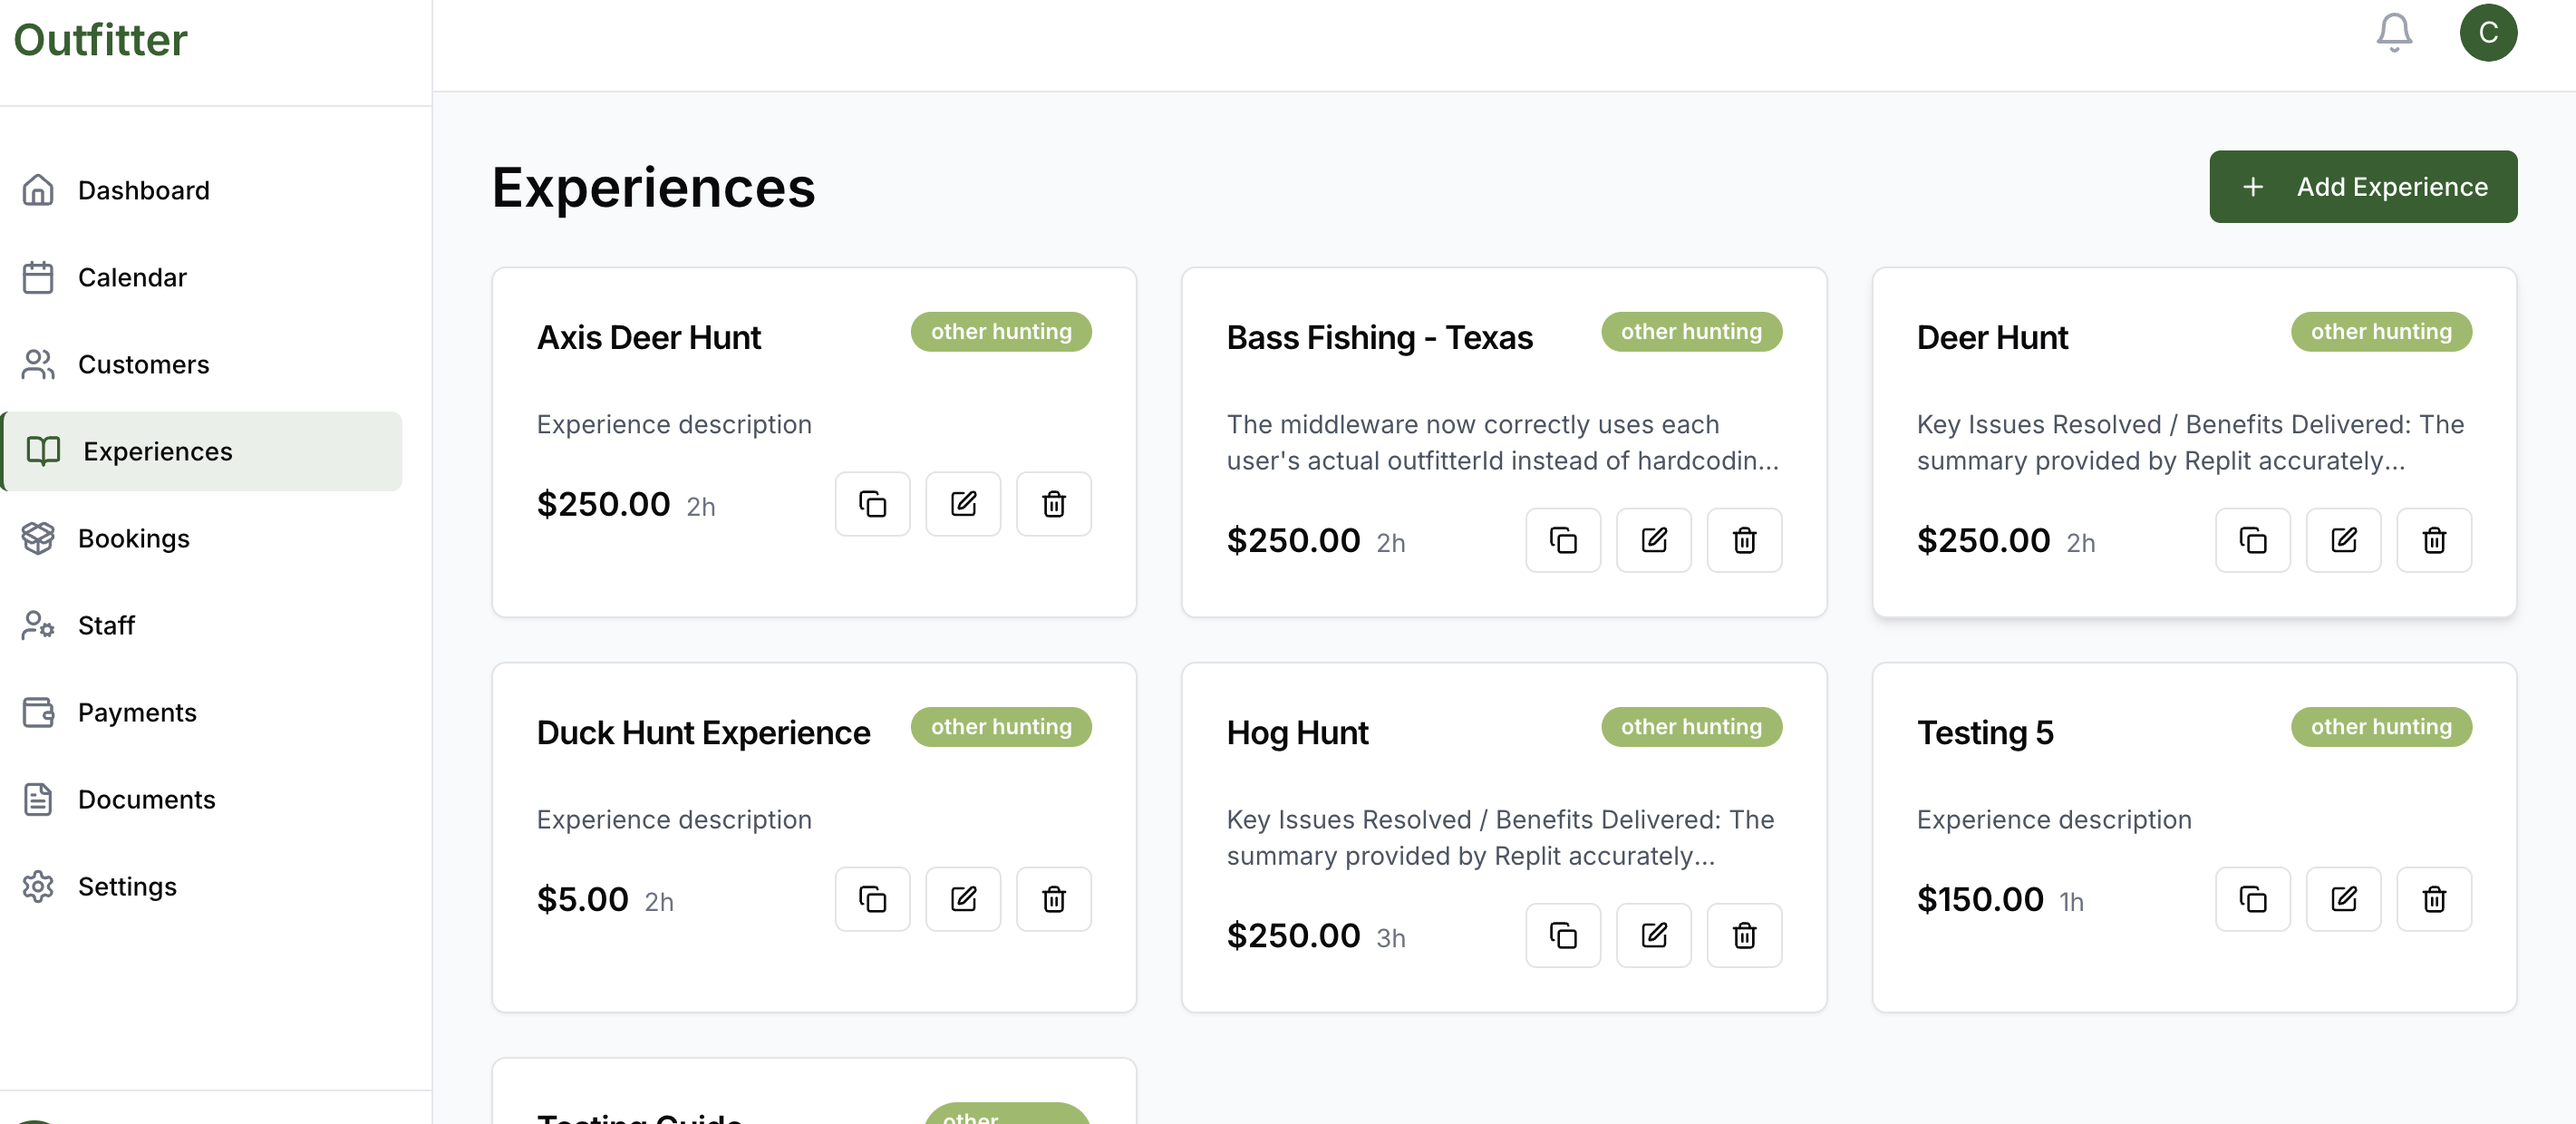 Outfitter
C
Dashboard
Calendar
Customers
Experiences
Bookings
Staff
Payments
Documents
Settings
Experiences
+ Add Experience
Axis Deer Hunt
other hunting
Experience description
$250.00 2h
Bass Fishing - Texas
other hunting
The middleware now correctly uses each
user's actual outfitterId instead of hardcodin...
$250.00 2h
Deer Hunt
other hunting
Key Issues Resolved / Benefits Delivered: The
summary provided by Replit accurately...
$250.00 2h
Duck Hunt Experience
other hunting
Experience description
$5.00 2h
Hog Hunt
other hunting
Key Issues Resolved / Benefits Delivered: The
summary provided by Replit accurately...
$250.00 3h
Testing 5
other hunting
Experience description
$150.00 1h
Testing Guide
other